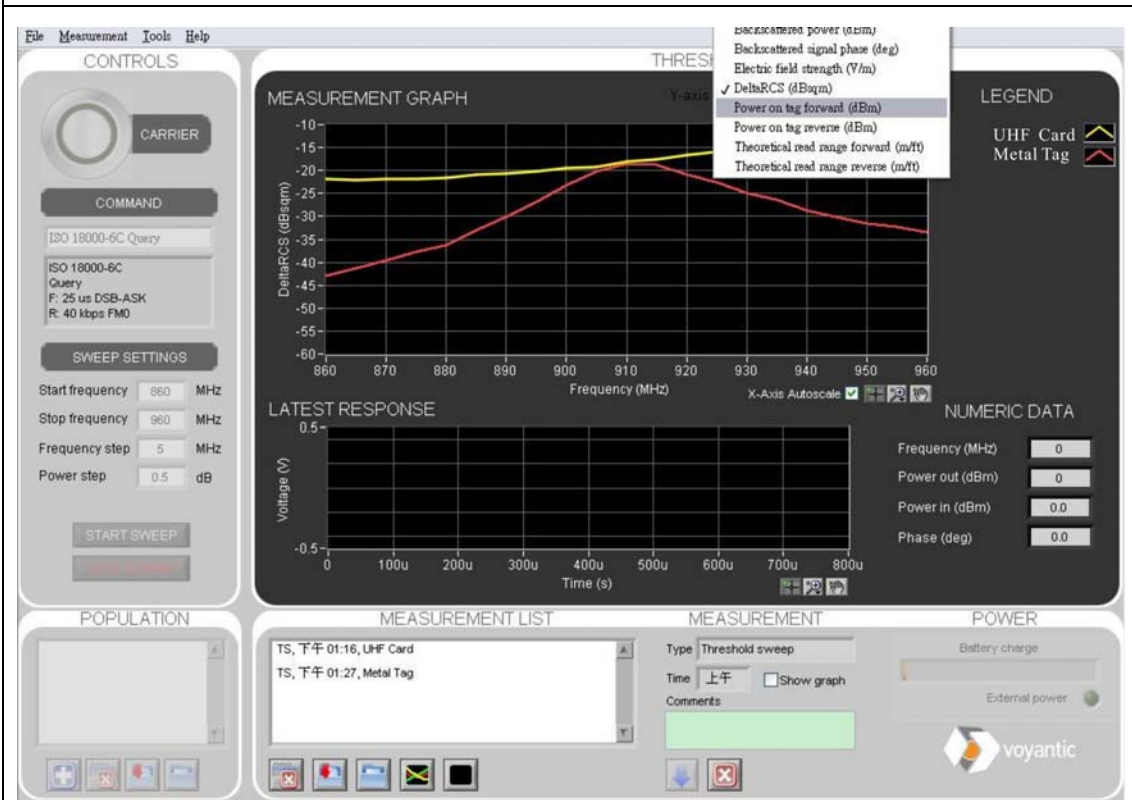 File Measurement Tools Help
CONTROLS
CARRIER
COMMAND
ISO 18000-6C Query
ISO 18000-6C
Query
F: 25 us DSB-ASK
R: 40 kbps FM0
SWEEP SETTINGS
Start frequency 860 MHz
Stop frequency 960 MHz
Frequency step 5 MHz
Power step 0.5 dB
START SWEEP
THRES
MEASUREMENT GRAPH
Y-axis
Backscattered power (dBm)
Backscattered signal phase (deg)
Electric field strength (V/m)
✓ DeltaRCS (dBsqm)
Power on tag forward (dBm)
Power on tag reverse (dBm)
Theoretical read range forward (m/ft)
Theoretical read range reverse (m/ft)
LEGEND
UHF Card
Metal Tag
DeltaRCS (dBsqm)
-10
-15
-20
-25
-30
-35
-40
-45
-50
-55
-60
860 870 880 890 900 910 920 930 940 950 960
Frequency (MHz)
X-Axis Autoscale
LATEST RESPONSE
Voltage (V)
0.5
-0.5
0 100u 200u 300u 400u 500u 600u 700u 800u
Time (s)
NUMERIC DATA
Frequency (MHz) 0
Power out (dBm) 0
Power in (dBm) 0.0
Phase (deg) 0.0
POPULATION
MEASUREMENT LIST
TS, 下午 01:16, UHF Card
TS, 下午 01:27, Metal Tag
MEASUREMENT
Type Threshold sweep
Time 上午 Show graph
Comments
POWER
Battery charge
External power
voyantic